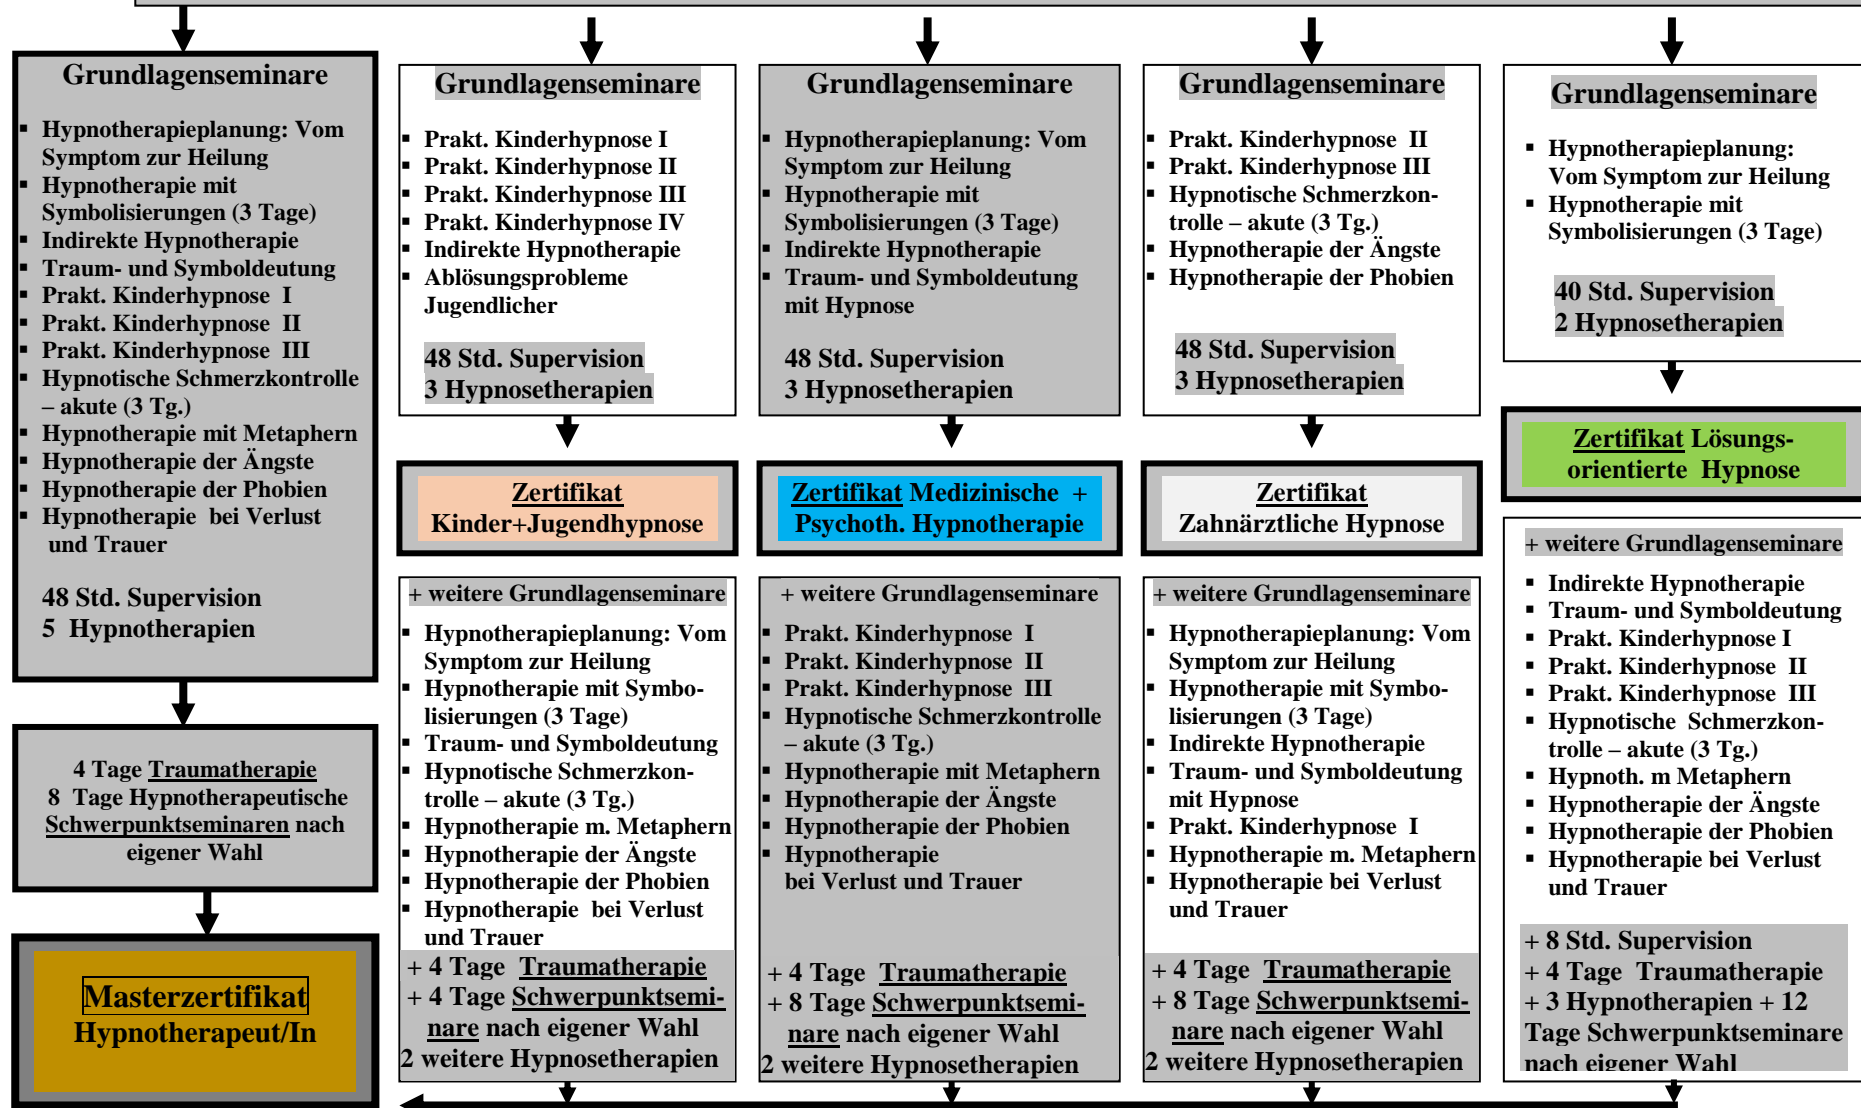 Grundlagenseminare
▪ Hypnotherapieplanung: Vom
Symptom zur Heilung
▪ Hypnotherapie mit
Symbolisierungen (3 Tage)
▪ Indirekte Hypnotherapie
▪ Traum- und Symboldeutung
▪ Prakt. Kinderhypnose I
▪ Prakt. Kinderhypnose II
▪ Prakt. Kinderhypnose III
▪ Hypnotische Schmerzkontrolle
– akute (3 Tg.)
▪ Hypnotherapie mit Metaphern
▪ Hypnotherapie der Ängste
▪ Hypnotherapie der Phobien
▪ Hypnotherapie bei Verlust
und Trauer
48 Std. Supervision
5 Hypnotherapien
4 Tage Traumatherapie
8 Tage Hypnotherapeutische
Schwerpunktseminaren nach
eigener Wahl
Masterzertifikat
Hypnotherapeut/In
Grundlagenseminare
▪ Prakt. Kinderhypnose I
▪ Prakt. Kinderhypnose II
▪ Prakt. Kinderhypnose III
▪ Prakt. Kinderhypnose IV
▪ Indirekte Hypnotherapie
▪ Ablösungsprobleme
Jugendlicher
48 Std. Supervision
3 Hypnosetherapien
Zertifikat
Kinder+Jugendhypnose
+ weitere Grundlagenseminare
▪ Hypnotherapieplanung: Vom
Symptom zur Heilung
▪ Hypnotherapie mit Symbo-
lisierungen (3 Tage)
▪ Traum- und Symboldeutung
▪ Hypnotische Schmerzkon-
trolle – akute (3 Tg.)
▪ Hypnotherapie m. Metaphern
▪ Hypnotherapie der Ängste
▪ Hypnotherapie der Phobien
▪ Hypnotherapie bei Verlust
und Trauer
+ 4 Tage Traumatherapie
+ 4 Tage Schwerpunktsemi-
nare nach eigener Wahl
2 weitere Hypnosetherapien
Grundlagenseminare
▪ Hypnotherapieplanung: Vom
Symptom zur Heilung
▪ Hypnotherapie mit
Symbolisierungen (3 Tage)
▪ Indirekte Hypnotherapie
▪ Traum- und Symboldeutung
mit Hypnose
48 Std. Supervision
3 Hypnosetherapien
Zertifikat Medizinische +
Psychoth. Hypnotherapie
+ weitere Grundlagenseminare
▪ Prakt. Kinderhypnose I
▪ Prakt. Kinderhypnose II
▪ Prakt. Kinderhypnose III
▪ Hypnotische Schmerzkontrolle
– akute (3 Tg.)
▪ Hypnotherapie mit Metaphern
▪ Hypnotherapie der Ängste
▪ Hypnotherapie der Phobien
▪ Hypnotherapie
bei Verlust und Trauer
+ 4 Tage Traumatherapie
+ 8 Tage Schwerpunktsemi-
nare nach eigener Wahl
2 weitere Hypnosetherapien
Grundlagenseminare
▪ Prakt. Kinderhypnose II
▪ Prakt. Kinderhypnose III
▪ Hypnotische Schmerzkon-
trolle – akute (3 Tg.)
▪ Hypnotherapie der Ängste
▪ Hypnotherapie der Phobien
48 Std. Supervision
3 Hypnosetherapien
Zertifikat
Zahnärztliche Hypnose
+ weitere Grundlagenseminare
▪ Hypnotherapieplanung: Vom
Symptom zur Heilung
▪ Hypnotherapie mit Symbo-
lisierungen (3 Tage)
▪ Indirekte Hypnotherapie
▪ Traum- und Symboldeutung
mit Hypnose
▪ Prakt. Kinderhypnose I
▪ Hypnotherapie m. Metaphern
▪ Hypnotherapie bei Verlust
und Trauer
+ 4 Tage Traumatherapie
+ 8 Tage Schwerpunktsemi-
nare nach eigener Wahl
2 weitere Hypnosetherapien
Grundlagenseminare
▪ Hypnotherapieplanung:
Vom Symptom zur Heilung
▪ Hypnotherapie mit
Symbolisierungen (3 Tage)
40 Std. Supervision
2 Hypnosetherapien
Zertifikat Lösungs-
orientierte Hypnose
+ weitere Grundlagenseminare
▪ Indirekte Hypnotherapie
▪ Traum- und Symboldeutung
▪ Prakt. Kinderhypnose I
▪ Prakt. Kinderhypnose II
▪ Prakt. Kinderhypnose III
▪ Hypnotische Schmerzkon-
trolle – akute (3 Tg.)
▪ Hypnoth. m Metaphern
▪ Hypnotherapie der Ängste
▪ Hypnotherapie der Phobien
▪ Hypnotherapie bei Verlust
und Trauer
+ 8 Std. Supervision
+ 4 Tage Traumatherapie
+ 3 Hypnotherapien + 12
Tage Schwerpunktseminare
nach eigener Wahl